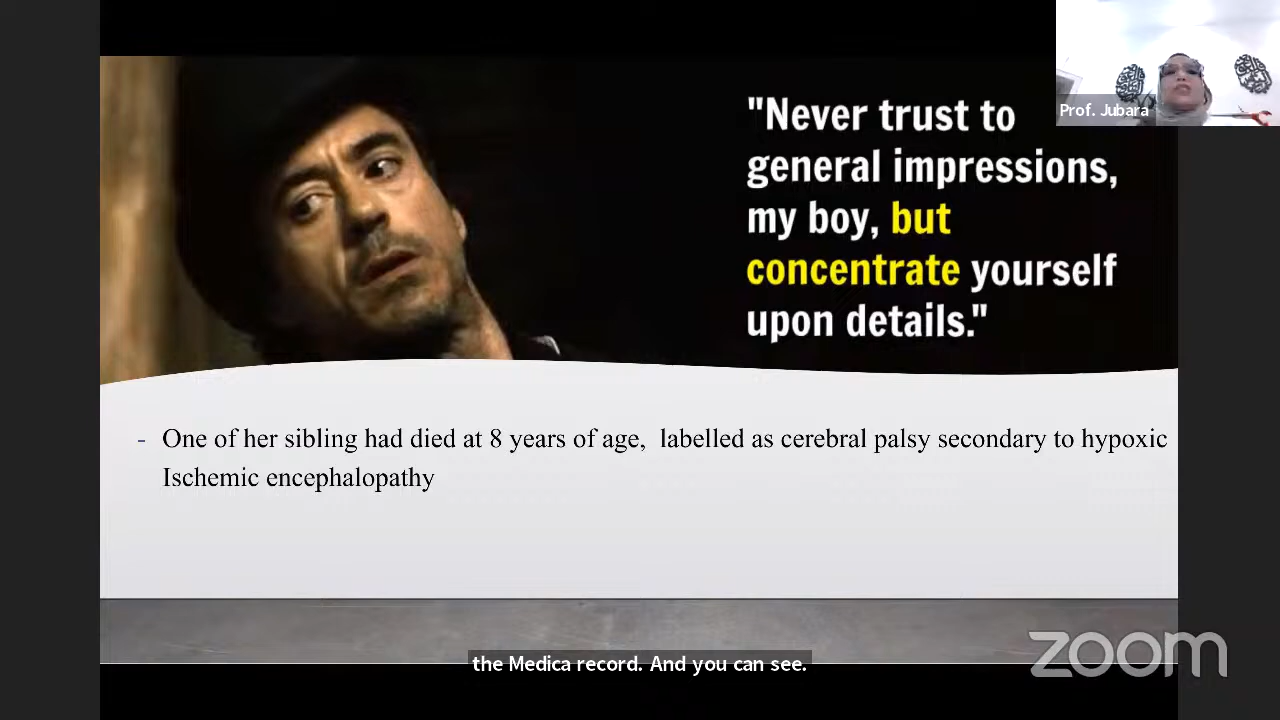 "Never trust to
general impressions,
my boy, but
concentrate yourself
upon details."
Prof. Jubara
- One of her sibling had died at 8 years of age, labelled as cerebral palsy secondary to hypoxic
Ischemic encephalopathy
zoom
the Medica record. And you can see.